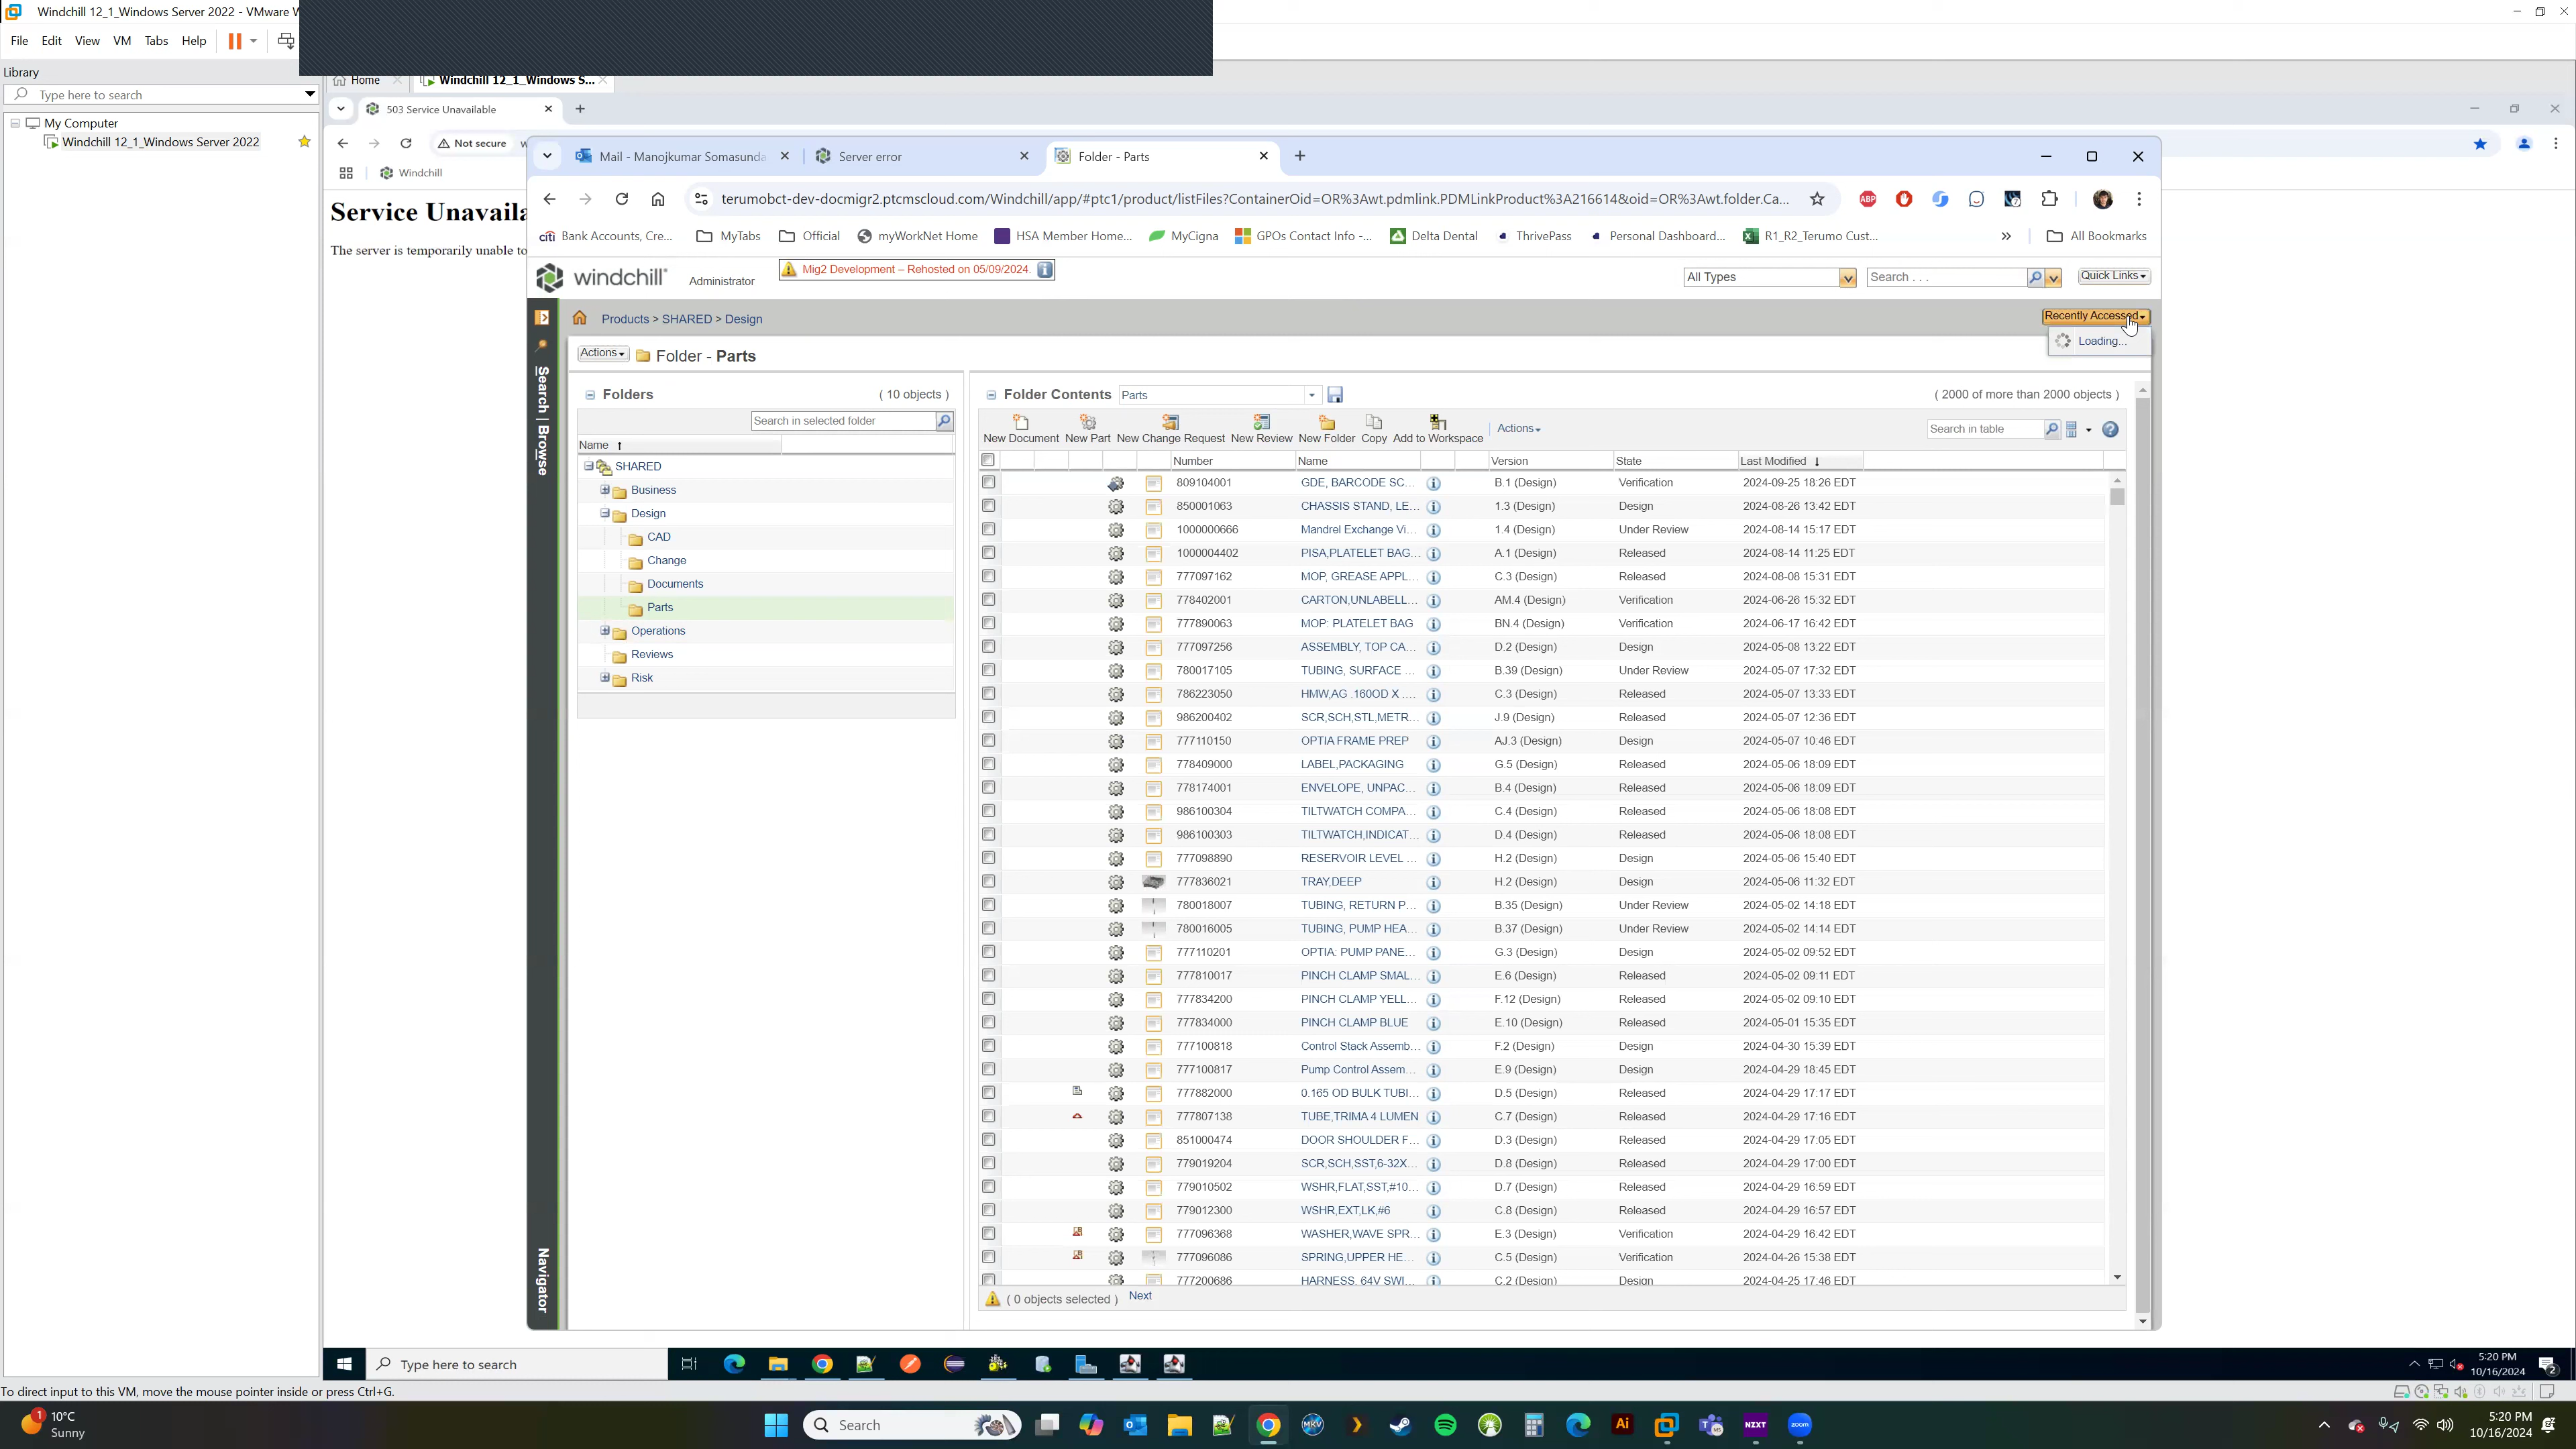 Windchill 12_1_Windows Server 2022 - VMware W
File Edit View VM Tabs Help
Library
Type here to search
My Computer
Windchill 12_1_Windows Server 2022
Home
Windchill 12_1_Windows S...
503 Service Unavailable
Not secure
Windchill
Service Unavaila
The server is temporarily unable to
Mail - Manojkumar Somasunda
Server error
Folder - Parts
terumobct-dev-docmigr2.ptcmscloud.com/Windchill/app/#ptc1/product/listFiles?ContainerOid=OR%3Awt.pdmlink.PDMLinkProduct%3A216614&oid=OR%3Awt.folder.Ca...
ABP
citi Bank Accounts, Cre... MyTabs Official myWorkNet Home HSA Member Home... MyCigna GPOs Contact Info -... Delta Dental ThrivePass Personal Dashboard... R1_R2_Terumo Cust... » All Bookmarks
windchill Administrator
Mig2 Development – Rehosted on 05/09/2024.
All Types Search . . . Quick Links
Products > SHARED > Design
Recently Accessed
Loading...
Actions Folder - Parts
Search | Browse
Navigator
Folders ( 10 objects )
Search in selected folder
Name
SHARED
Business
Design
CAD
Change
Documents
Parts
Operations
Reviews
Risk
Folder Contents Parts ( 2000 of more than 2000 objects )
New Document New Part New Change Request New Review New Folder Copy Add to Workspace Actions Search in table
Number Name Version State Last Modified
809104001 GDE, BARCODE SC... B.1 (Design) Verification 2024-09-25 18:26 EDT
850001063 CHASSIS STAND, LE... 1.3 (Design) Design 2024-08-26 13:42 EDT
1000000666 Mandrel Exchange Vi... 1.4 (Design) Under Review 2024-08-14 15:17 EDT
1000004402 PISA,PLATELET BAG... A.1 (Design) Released 2024-08-14 11:25 EDT
777097162 MOP, GREASE APPL... C.3 (Design) Released 2024-08-08 15:31 EDT
778402001 CARTON,UNLABELL... AM.4 (Design) Verification 2024-06-26 15:32 EDT
777890063 MOP: PLATELET BAG BN.4 (Design) Verification 2024-06-17 16:42 EDT
777097256 ASSEMBLY, TOP CA... D.2 (Design) Design 2024-05-08 13:22 EDT
780017105 TUBING, SURFACE ... B.39 (Design) Under Review 2024-05-07 17:32 EDT
786223050 HMW,AG .160OD X .... C.3 (Design) Released 2024-05-07 13:33 EDT
986200402 SCR,SCH,STL,METR... J.9 (Design) Released 2024-05-07 12:36 EDT
777110150 OPTIA FRAME PREP AJ.3 (Design) Design 2024-05-07 10:46 EDT
778409000 LABEL,PACKAGING G.5 (Design) Released 2024-05-06 18:09 EDT
778174001 ENVELOPE, UNPAC... B.4 (Design) Released 2024-05-06 18:09 EDT
986100304 TILTWATCH COMPA... C.4 (Design) Released 2024-05-06 18:08 EDT
986100303 TILTWATCH,INDICAT... D.4 (Design) Released 2024-05-06 18:08 EDT
777098890 RESERVOIR LEVEL ... H.2 (Design) Design 2024-05-06 15:40 EDT
777836021 TRAY,DEEP H.2 (Design) Design 2024-05-06 11:32 EDT
780018007 TUBING, RETURN P... B.35 (Design) Under Review 2024-05-02 14:18 EDT
780016005 TUBING, PUMP HEA... B.37 (Design) Under Review 2024-05-02 14:14 EDT
777110201 OPTIA: PUMP PANE... G.3 (Design) Design 2024-05-02 09:52 EDT
777810017 PINCH CLAMP SMAL... E.6 (Design) Released 2024-05-02 09:11 EDT
777834200 PINCH CLAMP YELL... F.12 (Design) Released 2024-05-02 09:10 EDT
777834000 PINCH CLAMP BLUE E.10 (Design) Released 2024-05-01 15:35 EDT
777100818 Control Stack Assemb... F.2 (Design) Design 2024-04-30 15:39 EDT
777100817 Pump Control Assem... E.9 (Design) Design 2024-04-29 18:45 EDT
777882000 0.165 OD BULK TUBI... D.5 (Design) Released 2024-04-29 17:17 EDT
777807138 TUBE,TRIMA 4 LUMEN C.7 (Design) Released 2024-04-29 17:16 EDT
851000474 DOOR SHOULDER F... D.3 (Design) Released 2024-04-29 17:05 EDT
779019204 SCR,SCH,SST,6-32X... D.8 (Design) Released 2024-04-29 17:00 EDT
779010502 WSHR,FLAT,SST,#10... D.7 (Design) Released 2024-04-29 16:59 EDT
779012300 WSHR,EXT,LK,#6 C.8 (Design) Released 2024-04-29 16:57 EDT
777096368 WASHER,WAVE SPR... E.3 (Design) Verification 2024-04-29 16:42 EDT
777096086 SPRING,UPPER HE... C.5 (Design) Verification 2024-04-26 15:38 EDT
777200686 HARNESS, 64V SWI... C.2 (Design) Design 2024-04-25 17:46 EDT
( 0 objects selected ) Next
Type here to search
5:20 PM
10/16/2024
2
To direct input to this VM, move the mouse pointer inside or press Ctrl+G.
1
10°C
Sunny
Search
MKV
Ai
NZXT
zoom
5:20 PM
10/16/2024